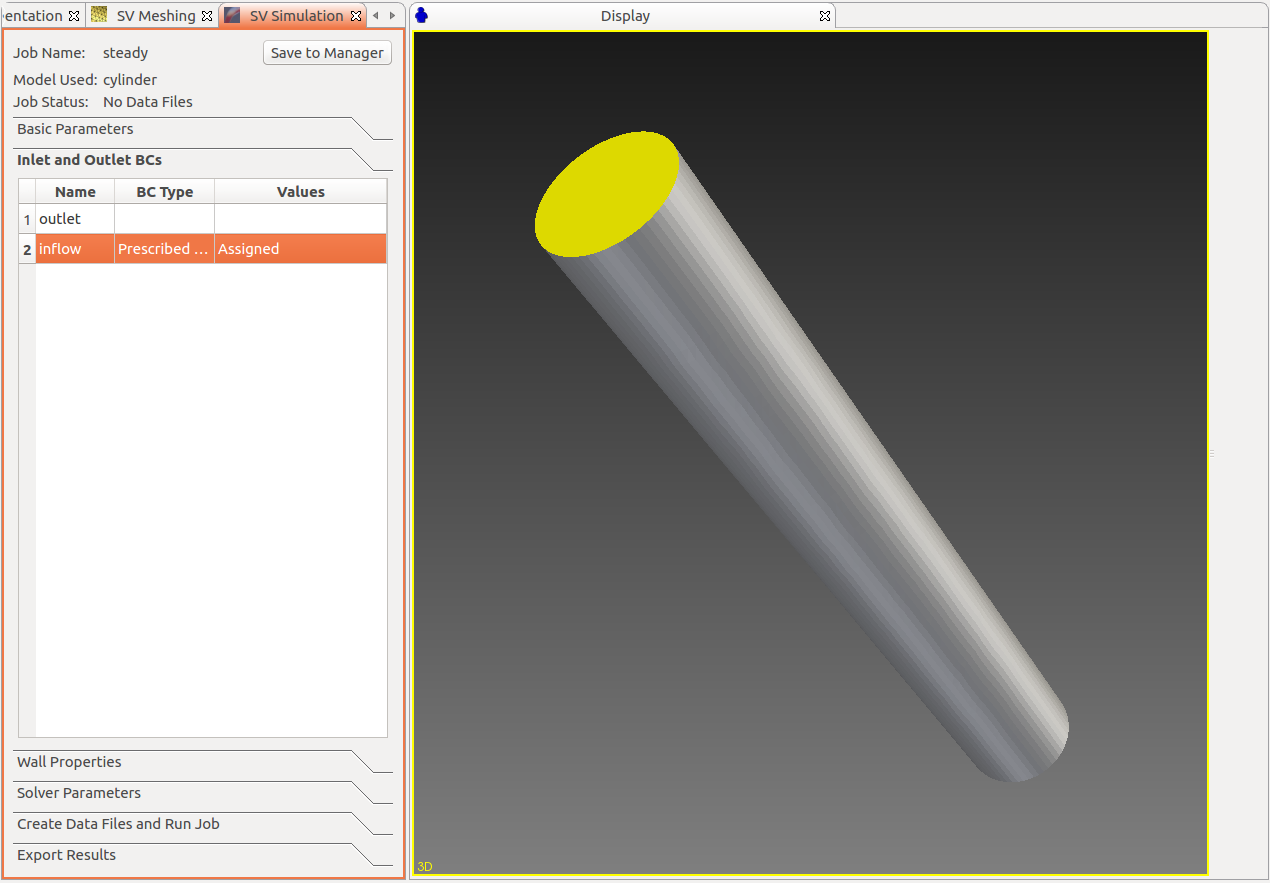 entation SV Meshing SV Simulation Display
Job Name: steady Save to Manager
Model Used: cylinder
Job Status: No Data Files
Basic Parameters
Inlet and Outlet BCs
Name BC Type Values
1 outlet
2 inflow Prescribed ... Assigned
Wall Properties
Solver Parameters
Create Data Files and Run Job
Export Results
3D